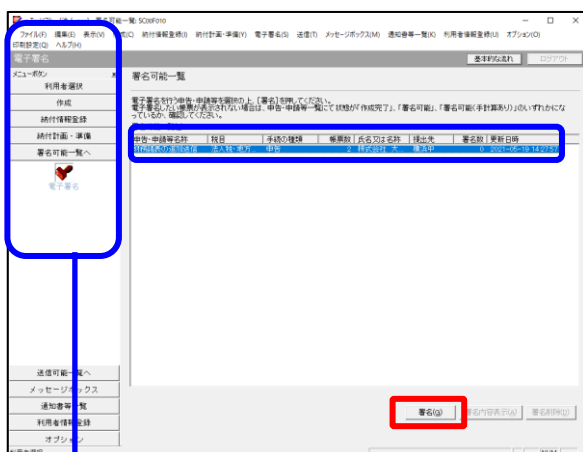 署名可能一覧: SC00F010
ファイル(F) 編集(E) 表示(V) 納付情報登録(I) 納付計画・準備(Y) 電子署名(S) 送信(T) メッセージボックス(M) 通知書等一覧(K) 利用者情報登録(U) オプション(O)
印刷設定(Q) ヘルプ(H)
電子署名 基本的な流れ ログアウト
メニューボタン
利用者選択
作成
納付情報登録
納付計画・準備
署名可能一覧へ
電子署名
署名可能一覧
電子署名を行う申告・申請等を選択の上、[署名]を押してください。
電子署名したい帳票が表示されない場合は、申告・申請等一覧にて状態が「作成完了」、「署名可能」、「署名可能(手計算あり)」のいずれかにな
っているか、確認してください。
申告・申請等名称 税目 手続の種類 帳票数 氏名又は名称 提出先 署名数 更新日時
財務諸表の追加送信 法人税・地方... 申告 2 株式会社 大... 横浜中 0 2021-05-19 14:27:57
送信可能一覧へ
メッセージボックス
通知書等一覧
利用者情報登録
オプション
署名(g) 署名内容表示(A) 署名削除(D)